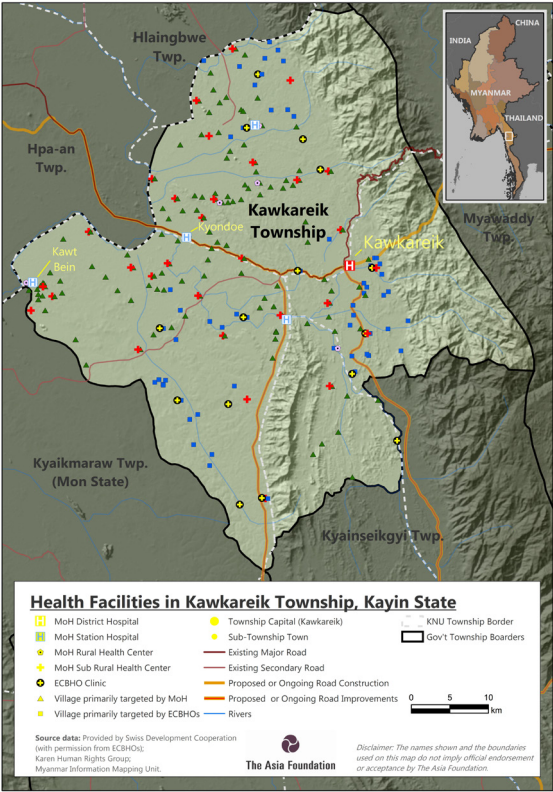 Hlaingbwe
Twp.
CHINA
INDIA
MYANMAR
THAILAND
Hpa-an
Twp.
Kyondoe
Kawkareik
Township
Kawkareik
Myawaddy
Twp.
Kawt
Bein
H
H
H
H
H
Kyaikmaraw Twp.
(Mon State)
Kyainseikgyi Twp.
Health Facilities in Kawkareik Township, Kayin State
H MoH District Hospital
H MoH Station Hospital
MoH Rural Health Center
MoH Sub Rural Health Center
ECBHO Clinic
Village primarily targeted by MoH
Village primarily targeted by ECBHOs
Township Capital (Kawkareik)
Sub-Township Town
Existing Major Road
Existing Secondary Road
Proposed or Ongoing Road Construction
Proposed or Ongoing Road Improvements
Rivers
KNU Township Border
Gov't Township Boarders
0 5 10
km
Source data: Provided by Swiss Development Cooperation
(with permission from ECBHOs);
Karen Human Rights Group;
Myanmar Information Mapping Unit.
The Asia Foundation
Disclaimer: The names shown and the boundaries
used on this map do not imply official endorsement
or acceptance by The Asia Foundation.